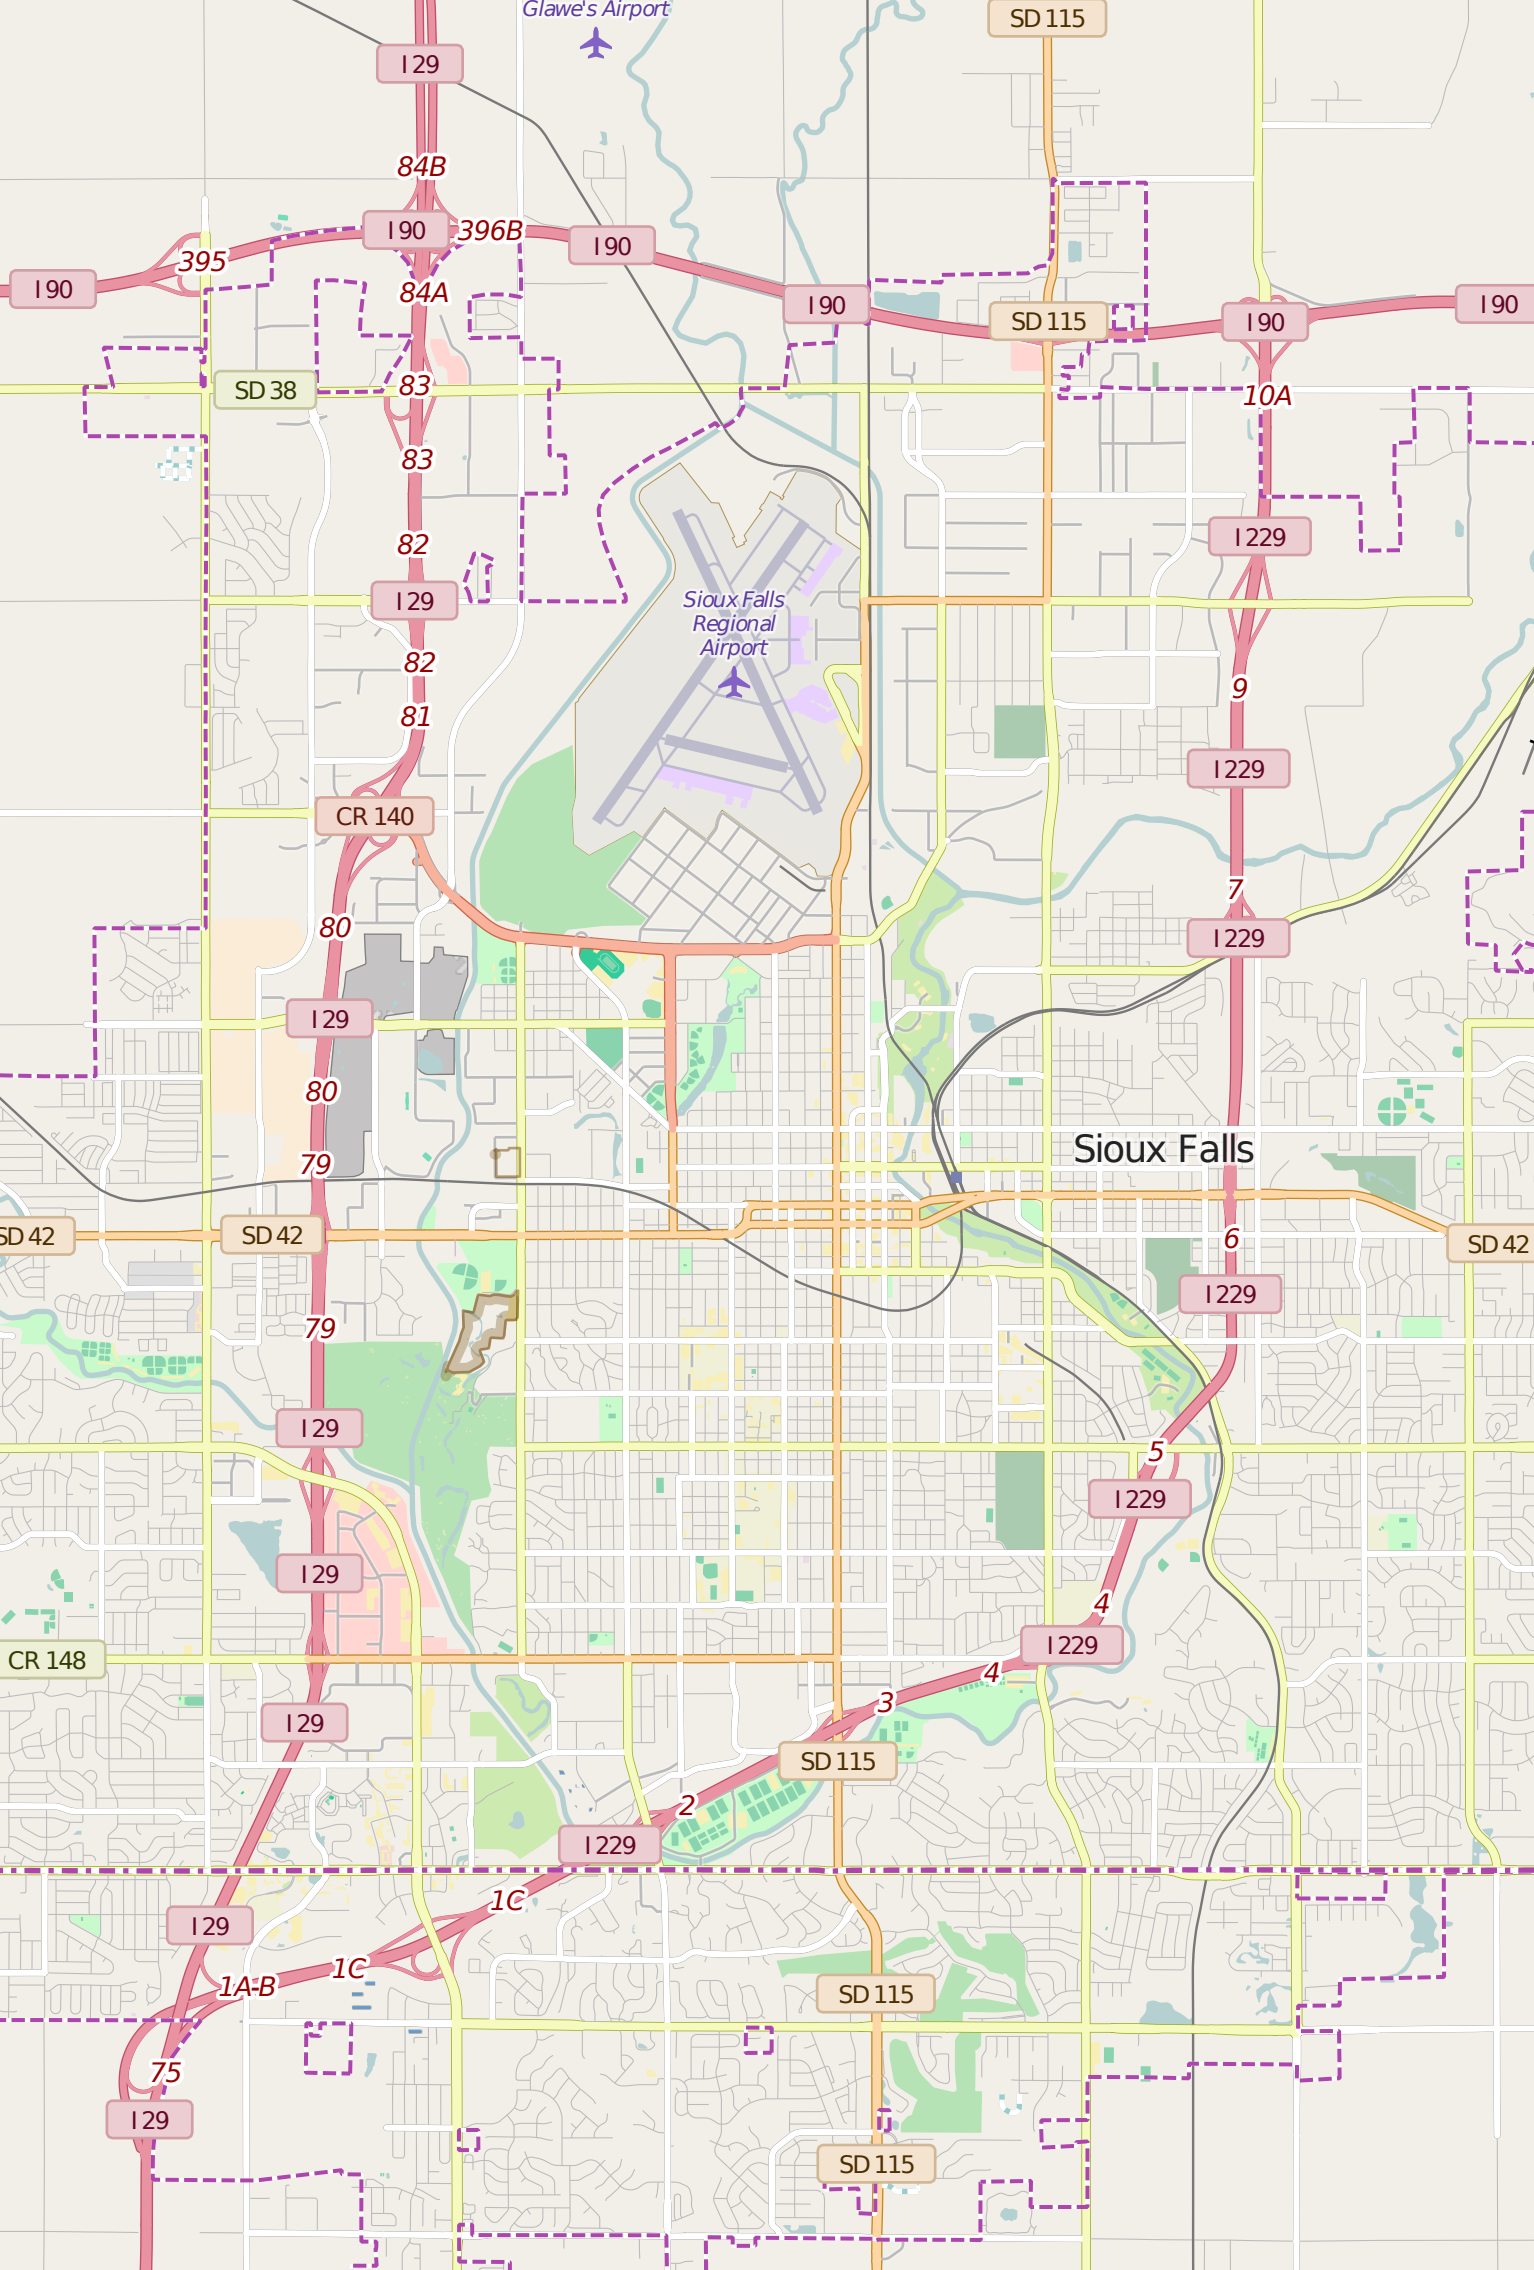 Glawe's Airport
SD 115
I 29
84B
I 90
396B
I 90
395
I 90
84A
I 90
I 90
SD 115
I 90
83
SD 38
10A
83
I 229
82
I 29
Sioux Falls
Regional
Airport
82
9
81
I 229
CR 140
7
80
I 229
I 29
80
Sioux Falls
79
SD 42
SD 42
6
SD 42
I 229
79
I 29
5
I 229
I 29
4
I 229
CR 148
4
3
I 29
SD 115
2
I 229
1C
I 29
1C
1A-B
SD 115
75
I 29
SD 115